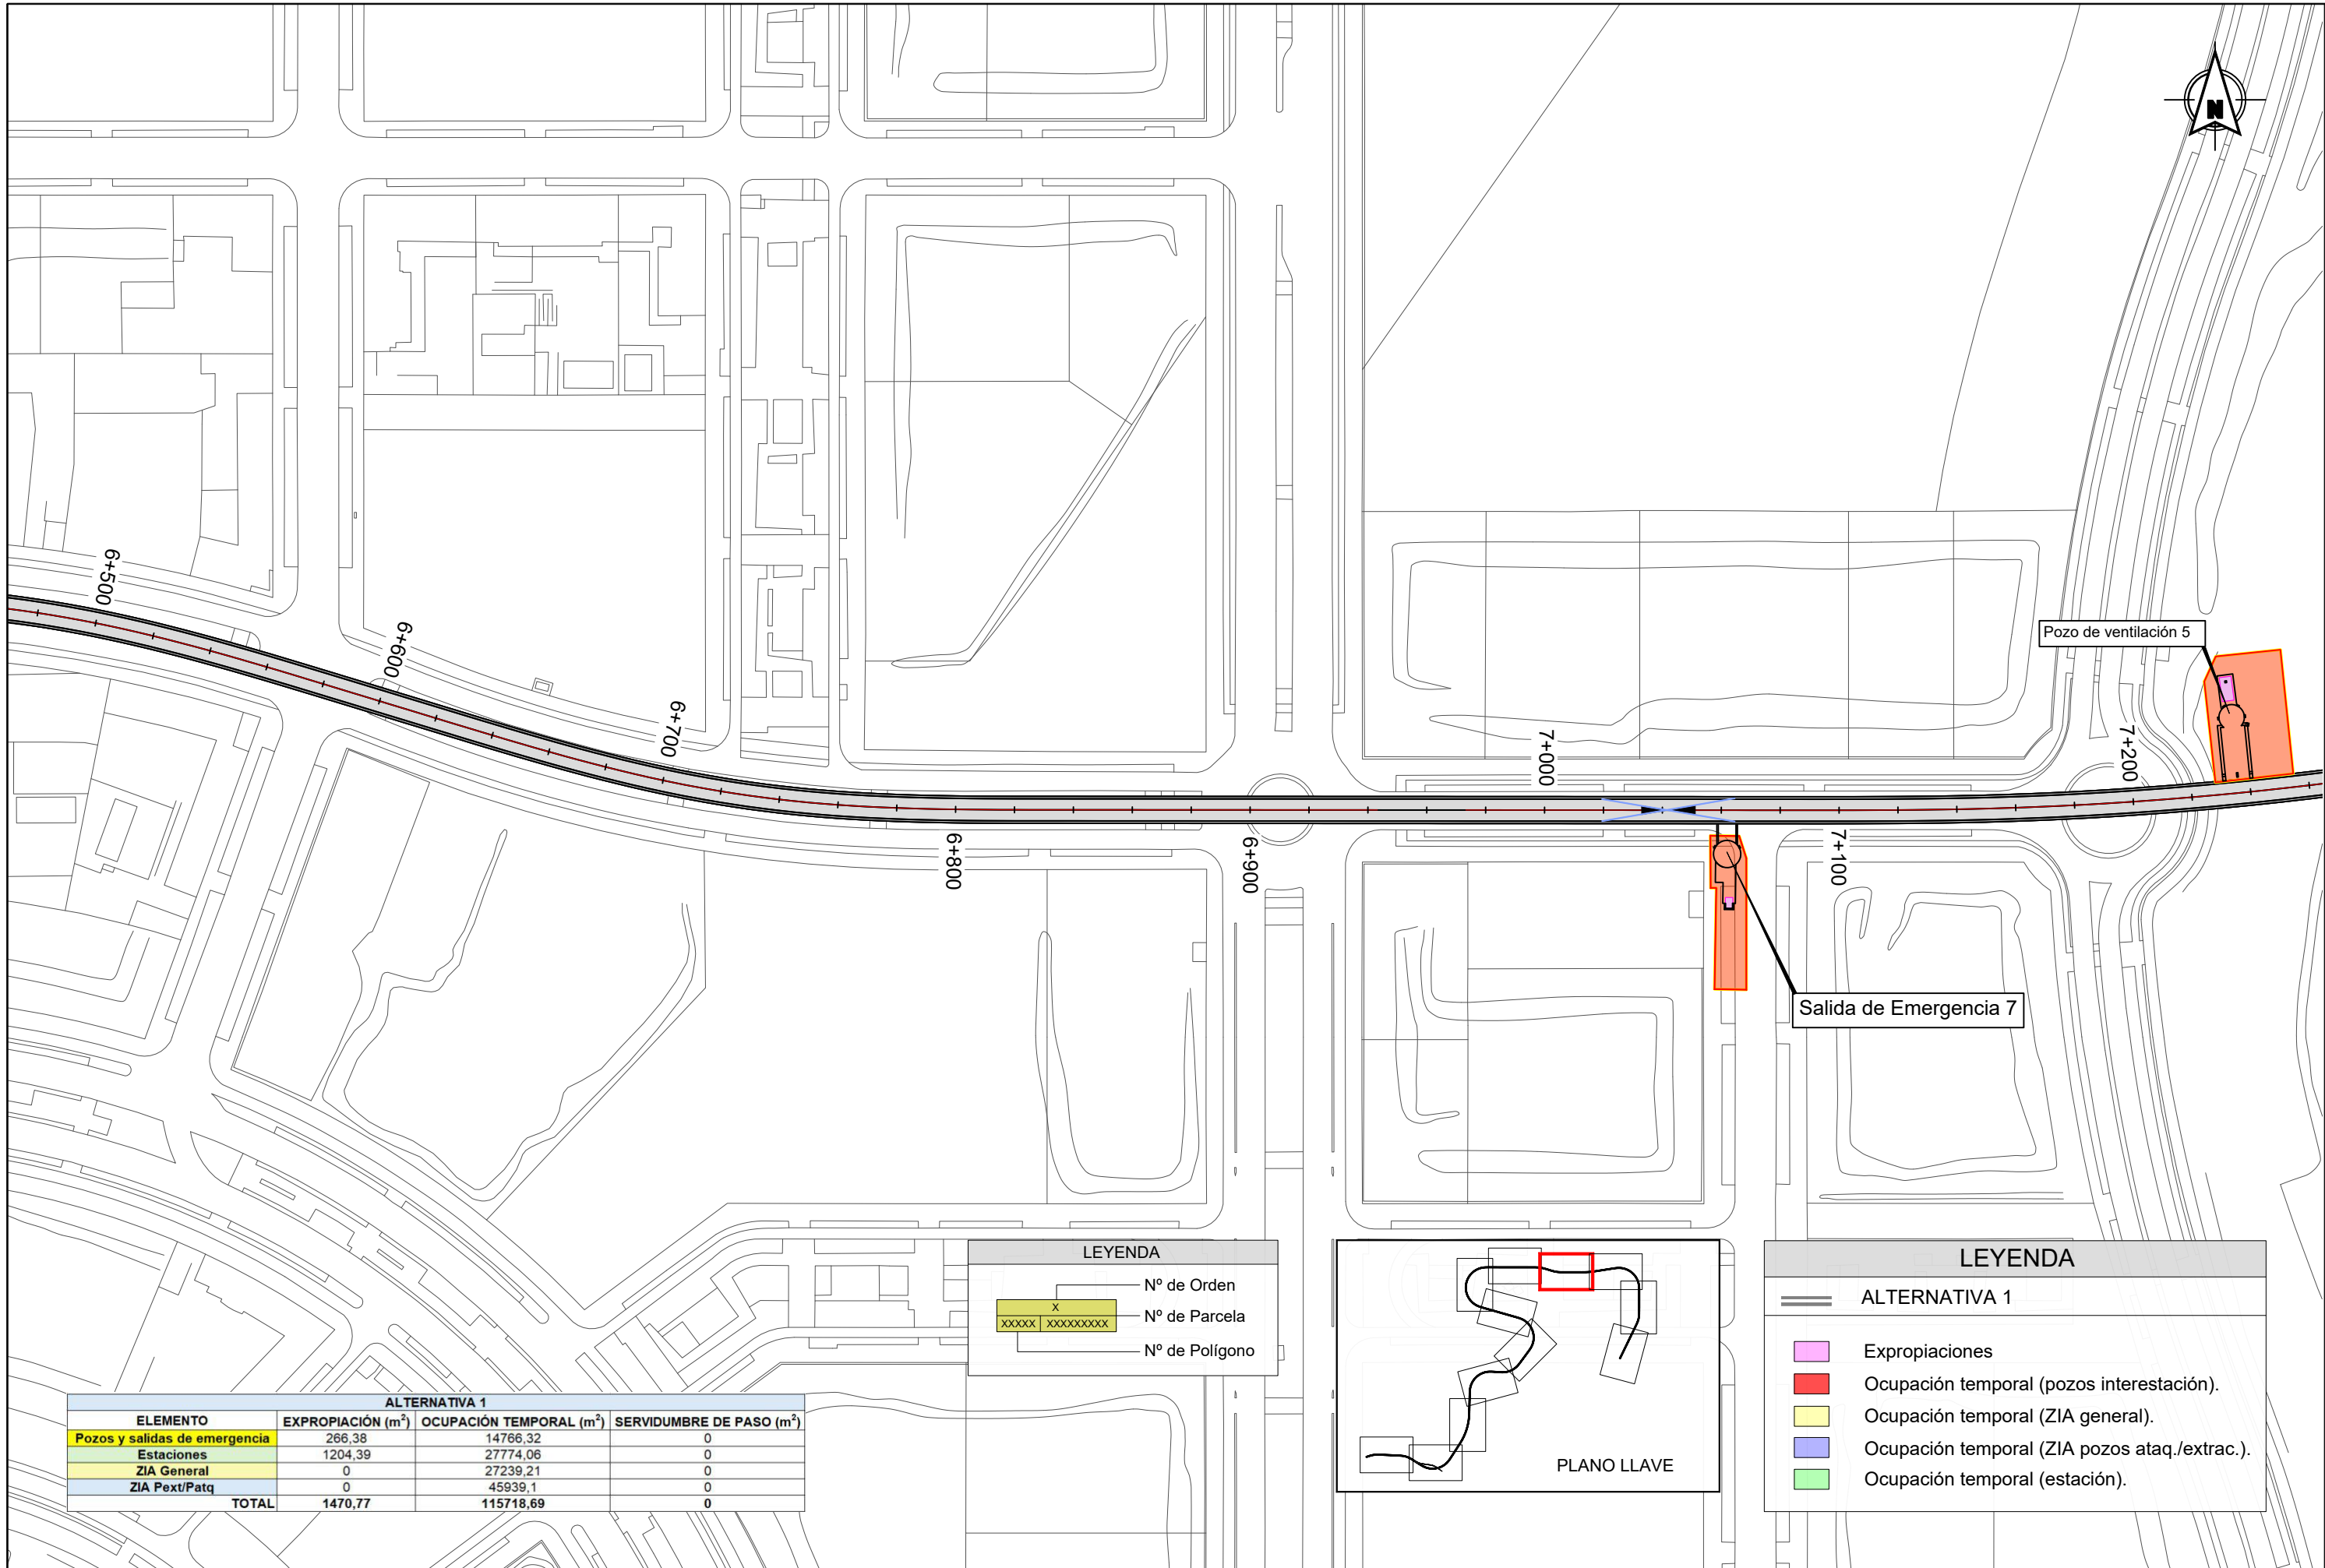 N
6+500
6+600
6+700
6+800
6+900
7+000
7+100
7+200
Pozo de ventilación 5
Salida de Emergencia 7
LEYENDA
Nº de Orden
X
Nº de Parcela
XXXXX XXXXXXXXX
Nº de Polígono
PLANO LLAVE
LEYENDA
ALTERNATIVA 1
Expropiaciones
Ocupación temporal (pozos interestación).
Ocupación temporal (ZIA general).
Ocupación temporal (ZIA pozos ataq./extrac.).
Ocupación temporal (estación).
ALTERNATIVA 1
ELEMENTO EXPROPIACIÓN (m²) OCUPACIÓN TEMPORAL (m²) SERVIDUMBRE DE PASO (m²)
Pozos y salidas de emergencia 266,38 14766,32 0
Estaciones 1204,39 27774,06 0
ZIA General 0 27239,21 0
ZIA Pext/Patq 0 45939,1 0
TOTAL 1470,77 115718,69 0